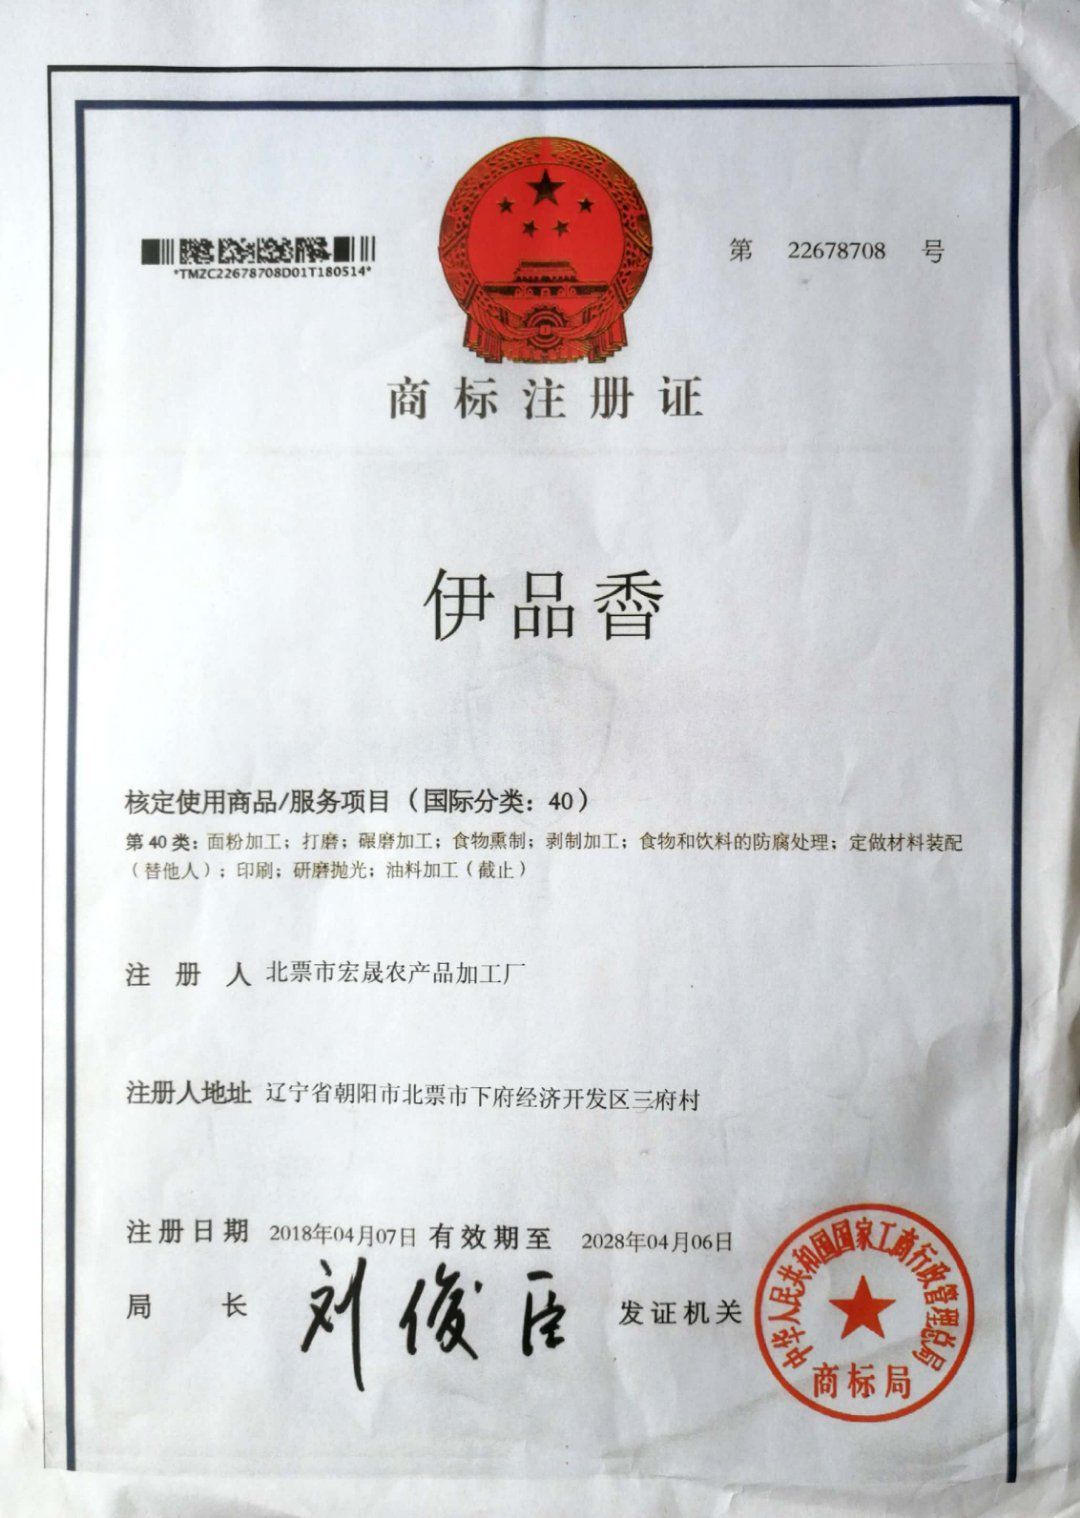 *TMZC22678708D01T180514*
第 22678708 号
商标注册证
伊品香
核定使用商品/服务项目（国际分类：40）
第 40 类：面粉加工；打磨；碾磨加工；食物熏制；剥制加工；食物和饮料的防腐处理；定做材料装配
（替他人）；印刷；研磨抛光；油料加工（截止）
注册人 北票市宏晟农产品加工厂
注册人地址 辽宁省朝阳市北票市下府经济开发区三府村
注册日期 2018年04月07日 有效期至 2028年04月06日
局长 刘俊臣 发证机关
中华人民共和国国家工商行政管理总局
商标局